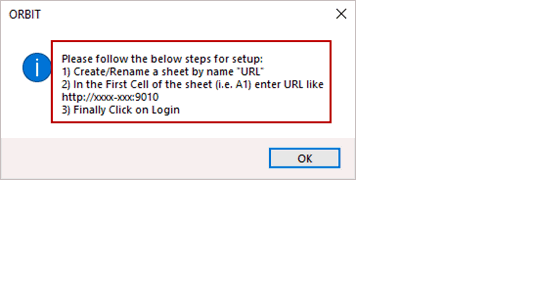 ORBIT
Please follow the below steps for setup:
1) Create/Rename a sheet by name "URL"
2) In the First Cell of the sheet (i.e. A1) enter URL like
http://xxxx-xxx:9010
3) Finally Click on Login
OK